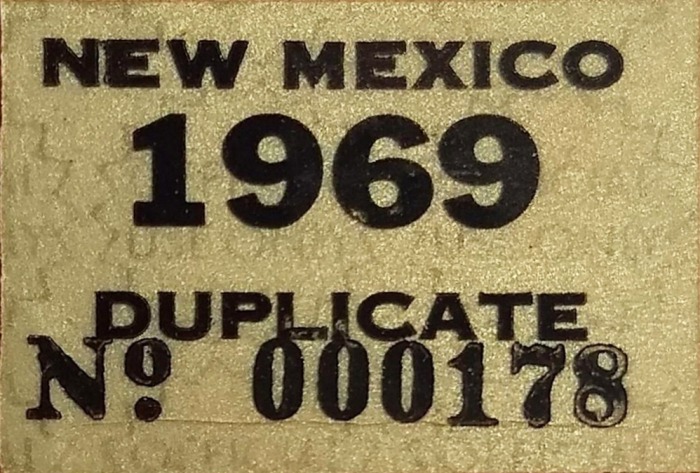 NEW MEXICO
1969
DUPLICATE
Nº 000178